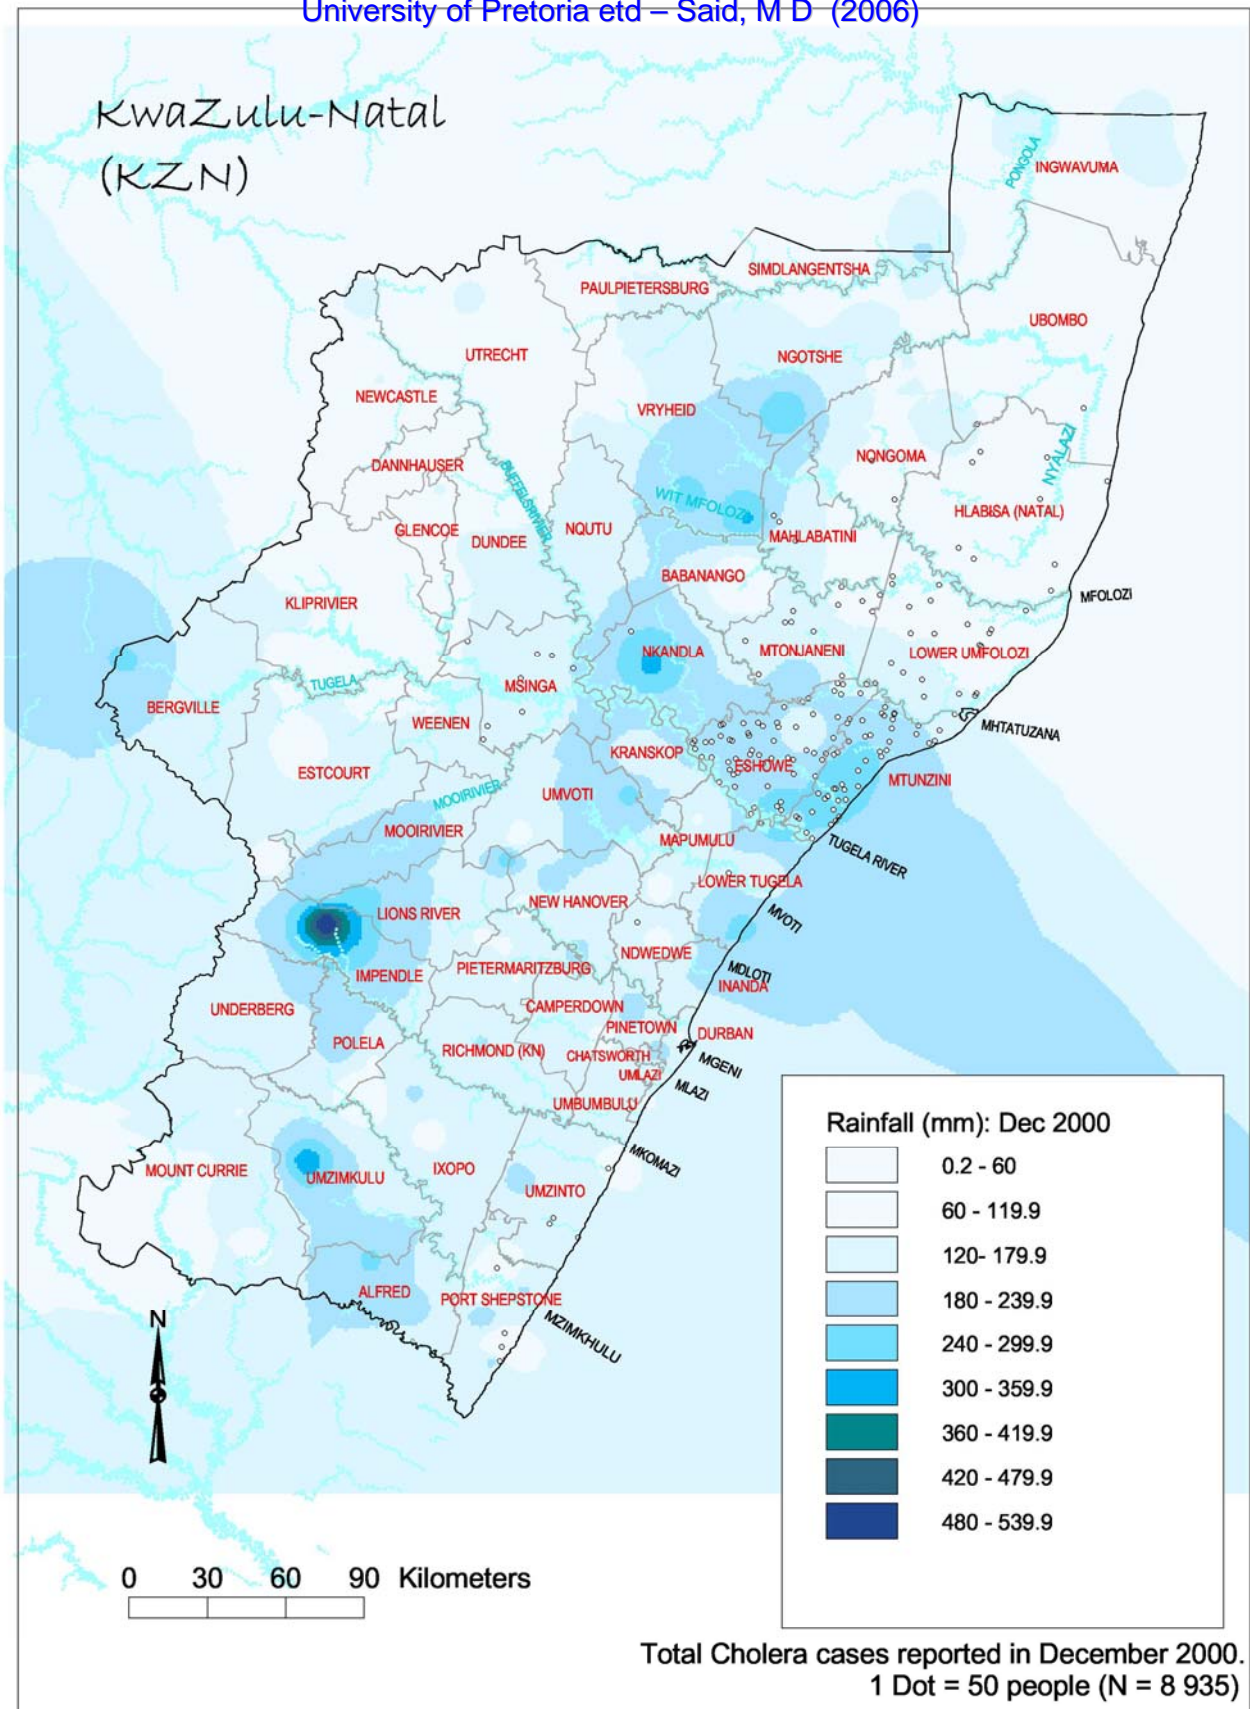 University of Pretoria etd – Said, M D (2006)
KwaZulu-Natal
(KZN)
PONGOLA
INGWAVUMA
SIMDLANGENTSHA
PAULPIETERSBURG
UBOMBO
UTRECHT
NGOTSHE
NEWCASTLE
VRYHEID
NYALAZI
NONGOMA
DANNHAUSER
BUFFELSRIVIER
WIT MFOLOZI
HLABISA (NATAL)
GLENCOE
DUNDEE
NQUTU
MAHLABATINI
BABANANGO
MFOLOZI
KLIPRIVIER
NKANDLA
MTONJANENI
LOWER UMFOLOZI
TUGELA
MSINGA
BERGVILLE
WEENEN
MHTATUZANA
KRANSKOP
ESTCOURT
ESHOWE
MTUNZINI
MOOIRIVIER
UMVOTI
MOOIRIVIER
MAPUMULU
TUGELA RIVER
LOWER TUGELA
LIONS RIVER
NEW HANOVER
MVOTI
NDWEDWE
IMPENDLE
PIETERMARITZBURG
MDLOTI
INANDA
UNDERBERG
CAMPERDOWN
PINETOWN
DURBAN
POLELA
RICHMOND (KN)
CHATSWORTH
MGENI
UMLAZI
MLAZI
UMBUMBULU
MKOMAZI
MOUNT CURRIE
UMZIMKULU
IXOPO
UMZINTO
ALFRED
PORT SHEPSTONE
MZIMKHULU
N
Rainfall (mm): Dec 2000
0.2 - 60
60 - 119.9
120- 179.9
180 - 239.9
240 - 299.9
300 - 359.9
360 - 419.9
420 - 479.9
480 - 539.9
0 30 60 90 Kilometers
Total Cholera cases reported in December 2000.
1 Dot = 50 people (N = 8 935)